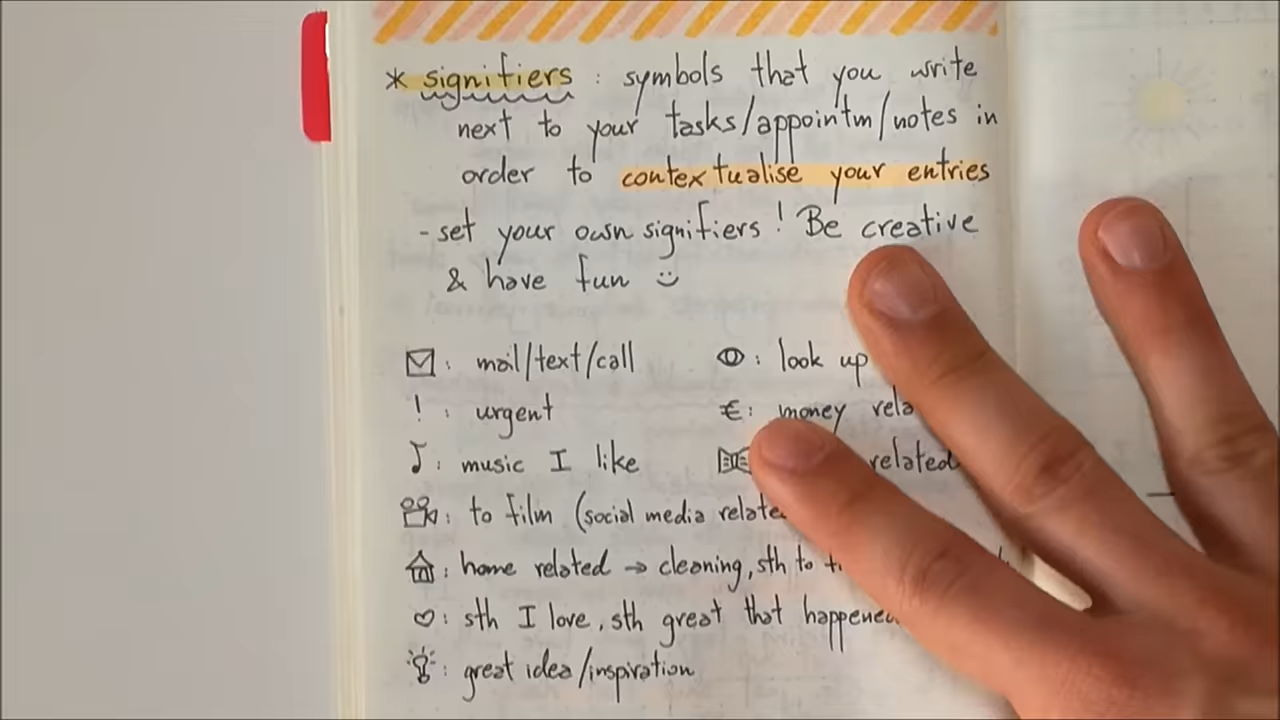 * signifiers : symbols that you write
next to your tasks/appointm/notes in
order to contextualise your entries
- set your own signifiers! Be creative
& have fun :)
: mail/text/call
: look up
! : urgent
€: money
: music I like
related
: to film (social media
: home related → cleaning, sth to
♡: sth I love, sth great that happened
: great idea/inspiration